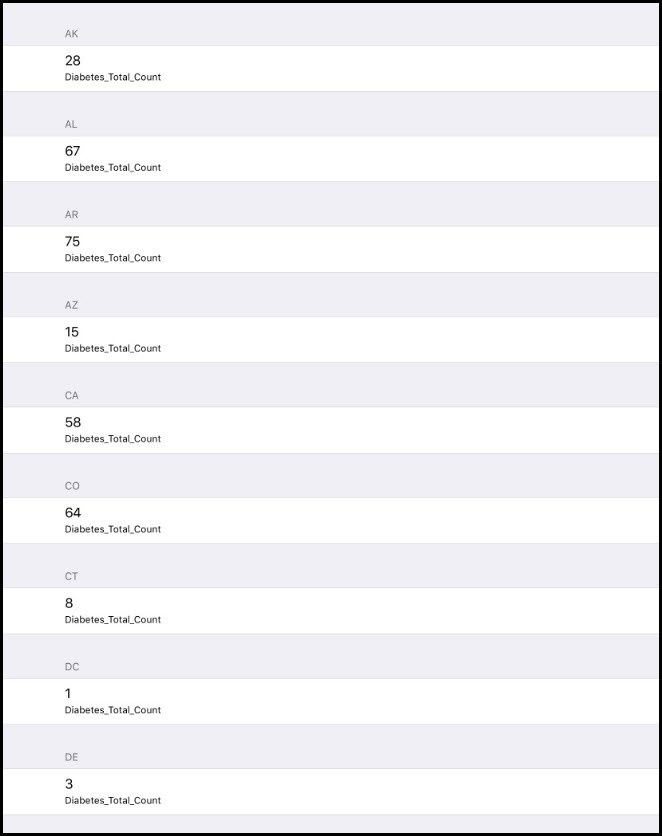 AK
28
Diabetes_Total_Count
AL
67
Diabetes_Total_Count
AR
75
Diabetes_Total_Count
AZ
15
Diabetes_Total_Count
CA
58
Diabetes_Total_Count
CO
64
Diabetes_Total_Count
CT
8
Diabetes_Total_Count
DC
1
Diabetes_Total_Count
DE
3
Diabetes_Total_Count